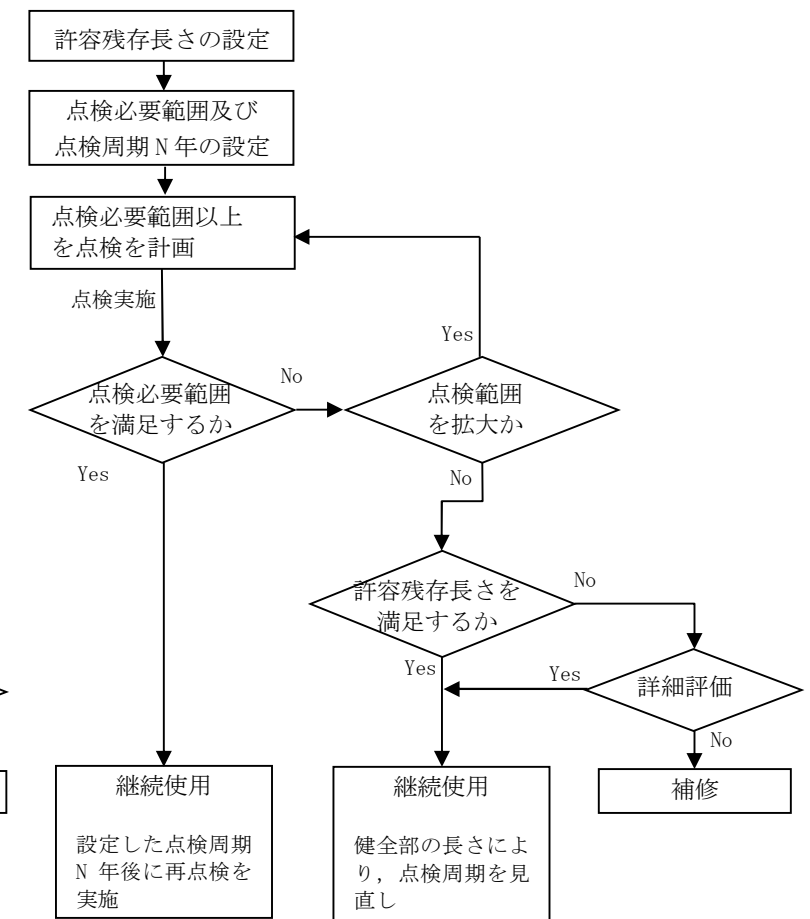 許容残存長さの設定
点検必要範囲及び
点検周期 N 年の設定
点検必要範囲以上
を点検を計画
点検実施
点検必要範囲
を満足するか
No
Yes
点検範囲
を拡大か
Yes
No
許容残存長さを
満足するか
No
Yes
詳細評価
Yes
No
継続使用
設定した点検周期
N 年後に再点検を
実施
継続使用
健全部の長さによ
り，点検周期を見
直し
補修